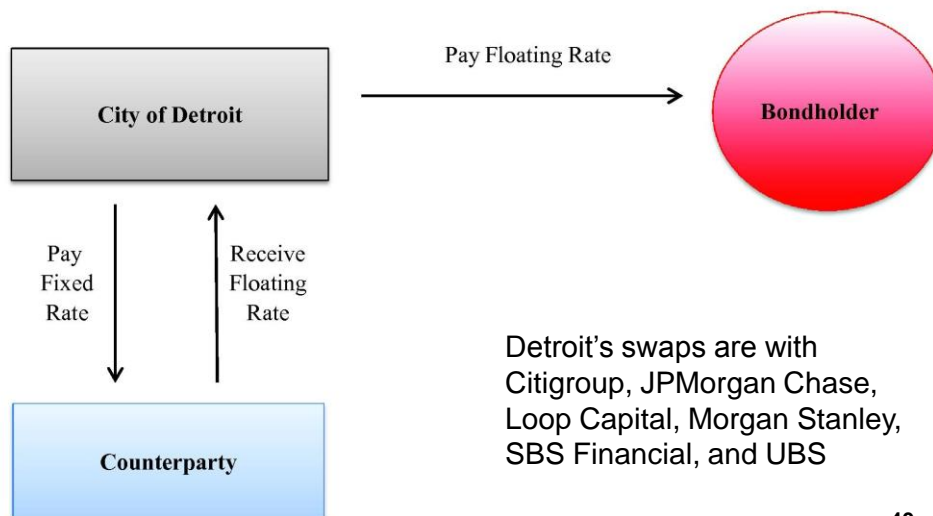 Pay Floating Rate
City of Detroit
Bondholder
Pay
Fixed
Rate
Receive
Floating
Rate
Detroit’s swaps are with
Citigroup, JPMorgan Chase,
Loop Capital, Morgan Stanley,
SBS Financial, and UBS
Counterparty